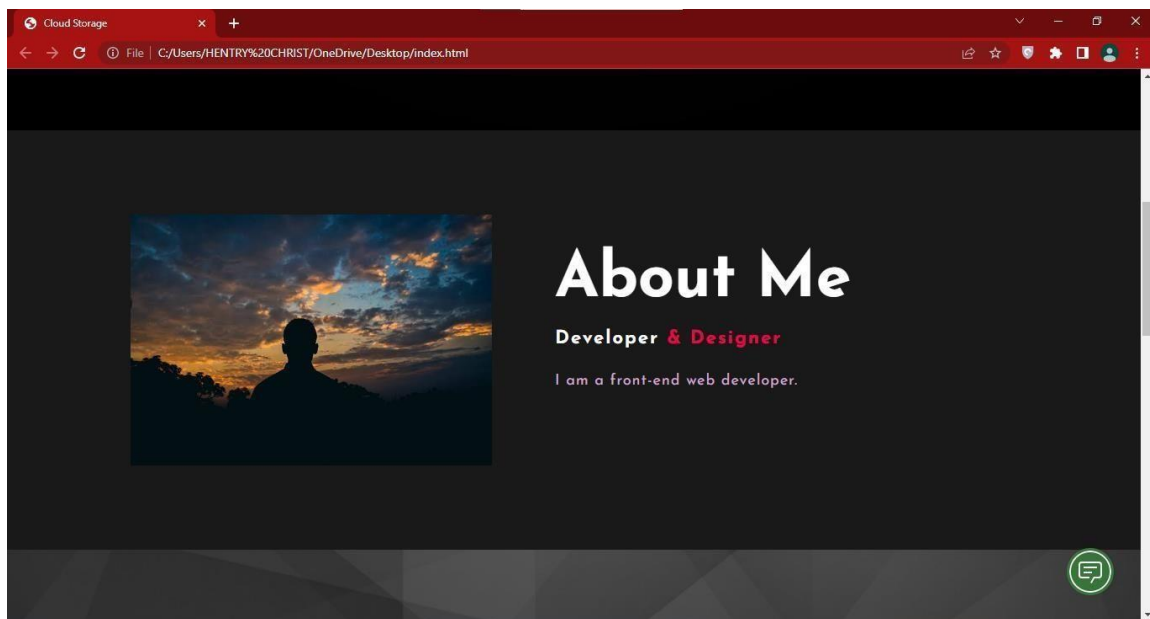 Cloud Storage
File | C:/Users/HENTRY%20CHRIST/OneDrive/Desktop/index.html
About Me
Developer & Designer
I am a front-end web developer.